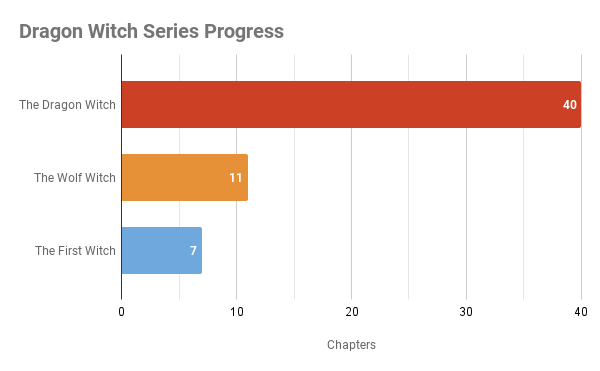 Dragon Witch Series Progress
The Dragon Witch
40
The Wolf Witch
11
The First Witch
7
0 10 20 30 40
Chapters